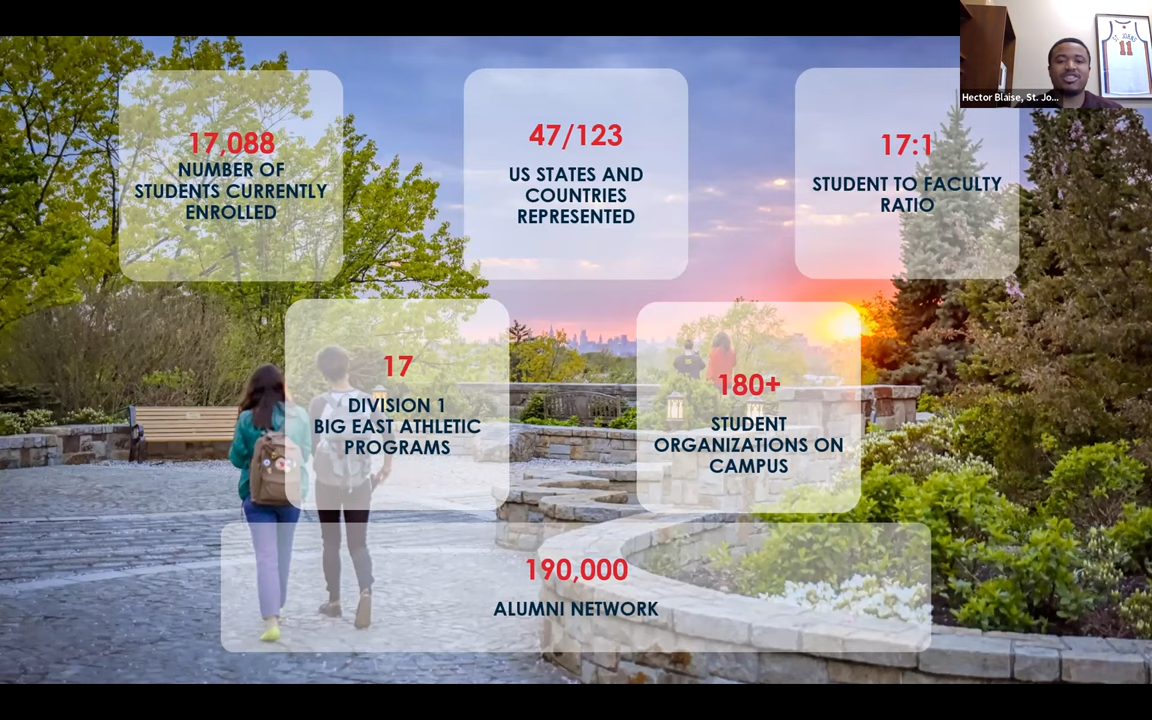 17,088
NUMBER OF
STUDENTS CURRENTLY
ENROLLED
47/123
US STATES AND
COUNTRIES
REPRESENTED
17:1
STUDENT TO FACULTY
RATIO
ST. JOHN'S
11
Hector Blaise, St. Jo...
17
DIVISION 1
BIG EAST ATHLETIC
PROGRAMS
180+
STUDENT
ORGANIZATIONS ON
CAMPUS
190,000
ALUMNI NETWORK